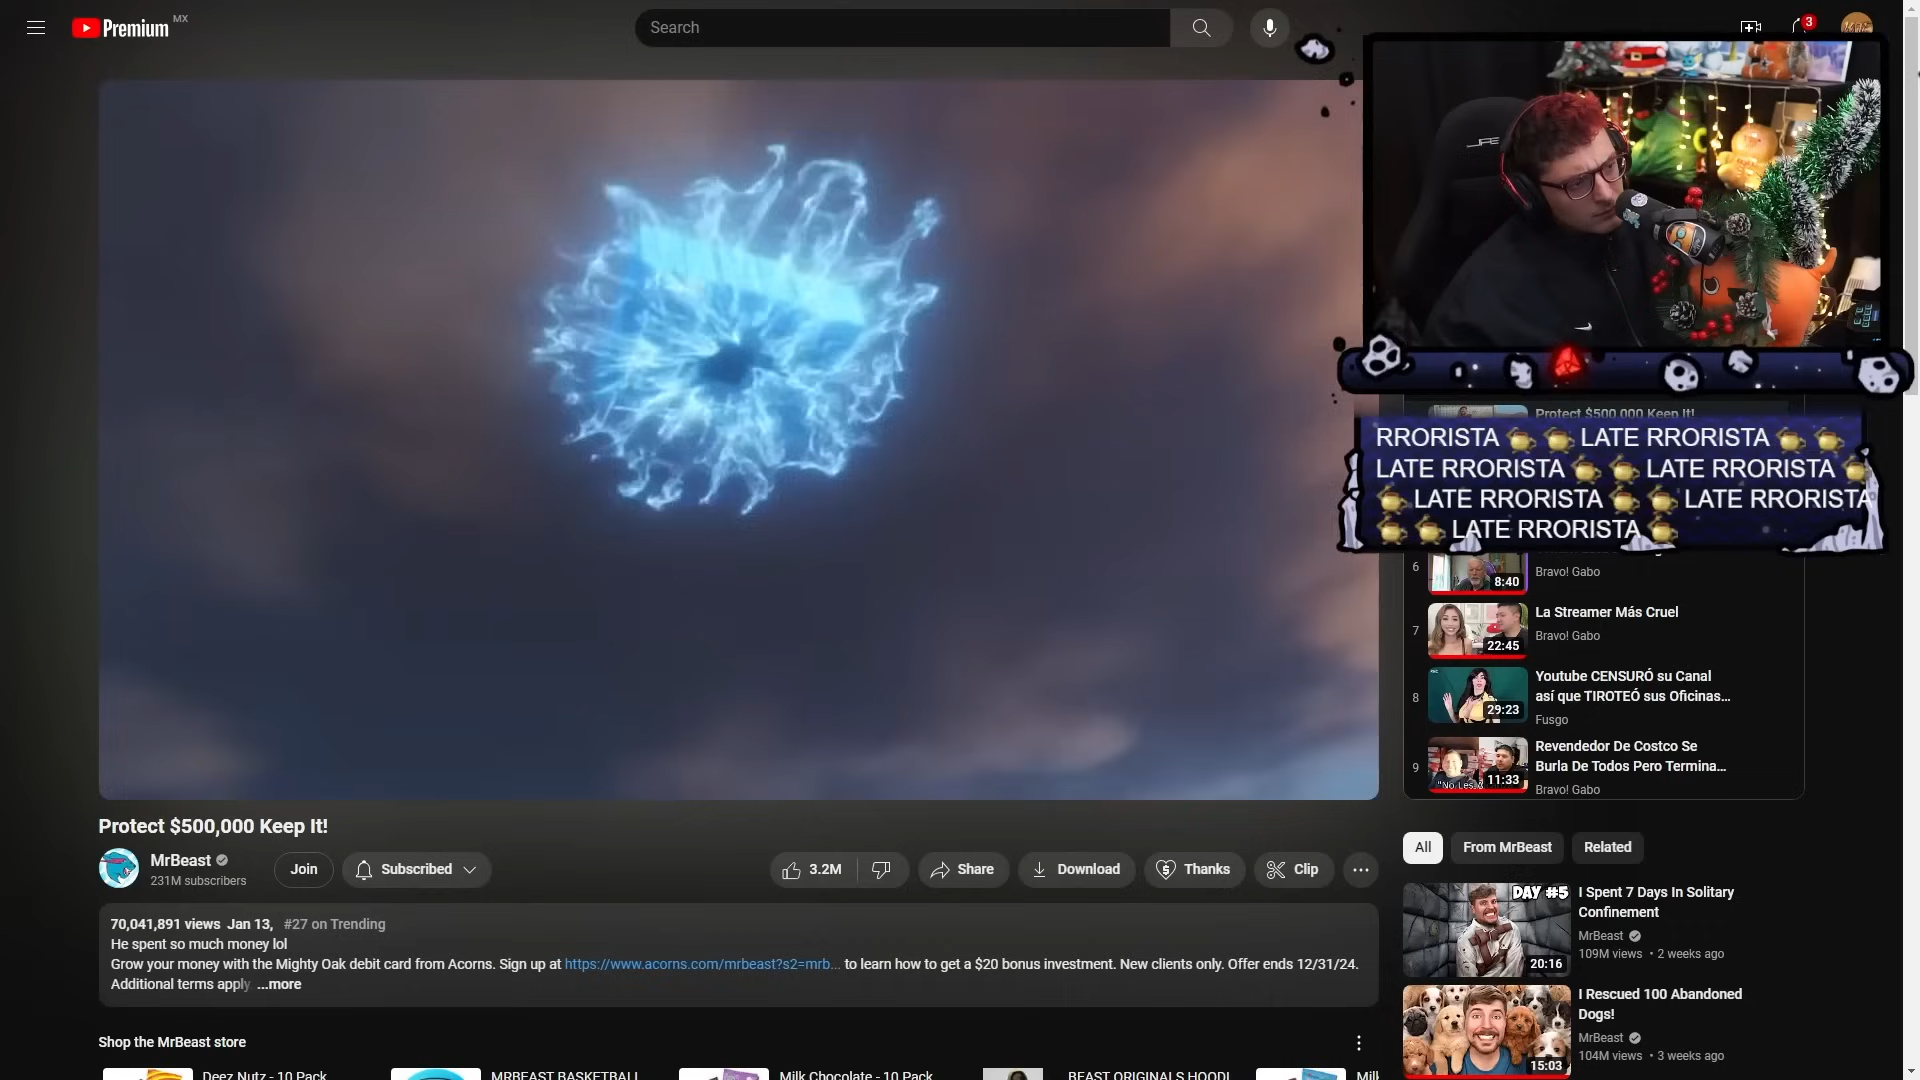 Premium MX
Search
3
JFE
Protect $500,000 Keep It!
RRORISTA LATE RRORISTA
LATE RRORISTA LATE RRORISTA
LATE RRORISTA LATE RRORISTA
LATE RRORISTA
6
8:40
Bravo! Gabo
7
22:45
La Streamer Más Cruel
Bravo! Gabo
8
29:23
Youtube CENSURÓ su Canal
así que TIROTEÓ sus Oficinas...
Fusgo
9
11:33
Revendedor De Costco Se
Burla De Todos Pero Termina...
Bravo! Gabo
Protect $500,000 Keep It!
MrBeast
231M subscribers
Join
Subscribed
3.2M
Share
Download
Thanks
Clip
70,041,891 views Jan 13, #27 on Trending
He spent so much money lol
Grow your money with the Mighty Oak debit card from Acorns. Sign up at https://www.acorns.com/mrbeast?s2=mrb... to learn how to get a $20 bonus investment. New clients only. Offer ends 12/31/24.
Additional terms apply ...more
Shop the MrBeast store
Deez Nutz - 10 Pack
MRBEAST BASKETBALL
Milk Chocolate - 10 Pack
BEAST ORIGINALS HOODI
Milk
All
From MrBeast
Related
DAY #5
20:16
I Spent 7 Days In Solitary
Confinement
MrBeast
109M views • 2 weeks ago
15:03
I Rescued 100 Abandoned
Dogs!
MrBeast
104M views • 3 weeks ago